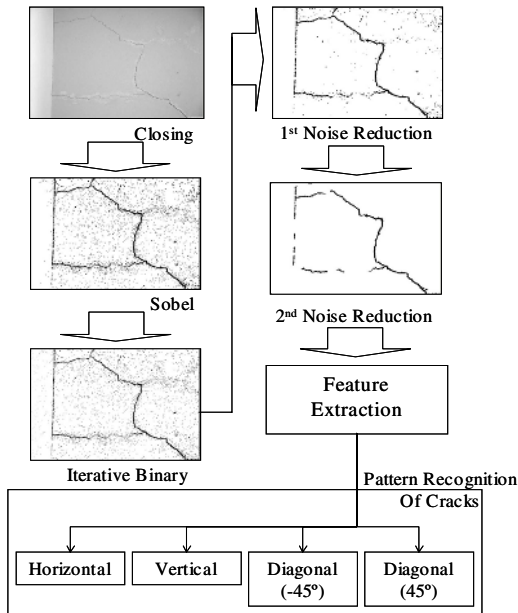 Closing
Sobel
Iterative Binary
1st Noise Reduction
2nd Noise Reduction
Feature
Extraction
Pattern Recognition
Of Cracks
Horizontal
Vertical
Diagonal
(-45º)
Diagonal
(45º)